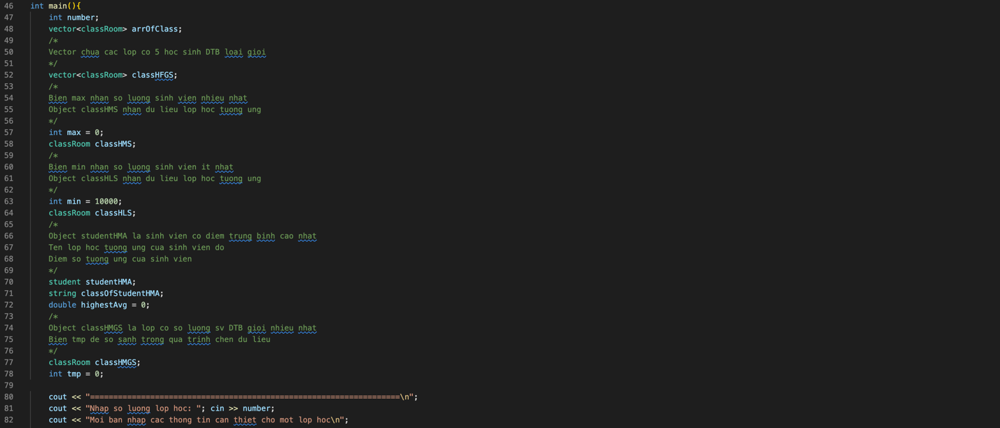 46 int main(){
47 int number;
48 vector<classRoom> arrOfClass;
49 /*
50 Vector chua cac lop co 5 hoc sinh DTB loai gioi
51 */
52 vector<classRoom> classHFGS;
53 /*
54 Bien max nhan so luong sinh vien nhieu nhat
55 Object classHMS nhan du lieu lop hoc tuong ung
56 */
57 int max = 0;
58 classRoom classHMS;
59 /*
60 Bien min nhan so luong sinh vien it nhat
61 Object classHLS nhan du lieu lop hoc tuong ung
62 */
63 int min = 10000;
64 classRoom classHLS;
65 /*
66 Object studentHMA la sinh vien co diem trung binh cao nhat
67 Ten lop hoc tuong ung cua sinh vien do
68 Diem so tuong ung cua sinh vien
69 */
70 student studentHMA;
71 string classOfStudentHMA;
72 double highestAvg = 0;
73 /*
74 Object classHMGS la lop co so luong sv DTB gioi nhieu nhat
75 Bien tmp de so sanh trong qua trinh chen du lieu
76 */
77 classRoom classHMGS;
78 int tmp = 0;
79
80 cout << "===================================================================\n";
81 cout << "Nhap so luong lop hoc: "; cin >> number;
82 cout << "Moi ban nhap cac thong tin can thiet cho mot lop hoc\n";